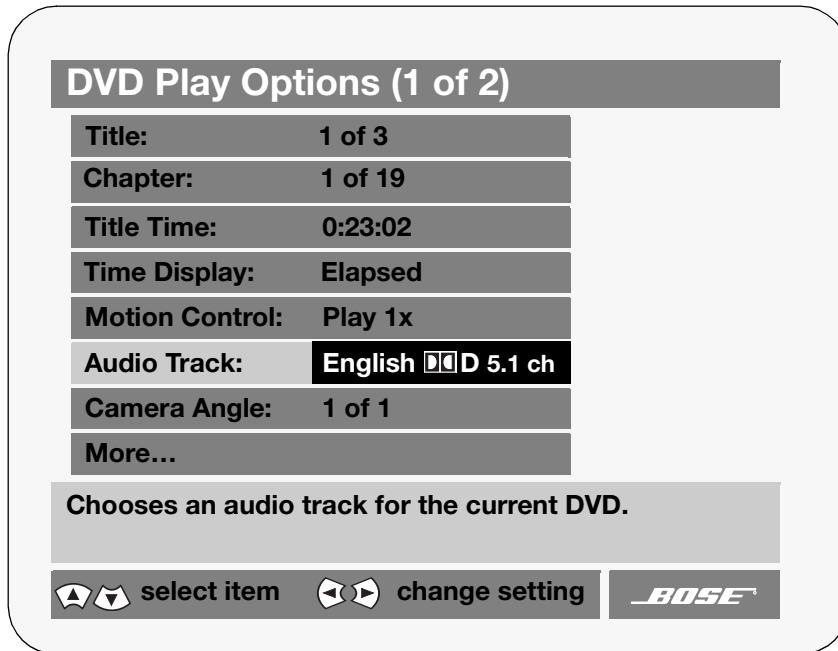 DVD Play Options (1 of 2)
Title: 1 of 3
Chapter: 1 of 19
Title Time: 0:23:02
Time Display: Elapsed
Motion Control: Play 1x
Audio Track: English D 5.1 ch
Camera Angle: 1 of 1
More…
Chooses an audio track for the current DVD.
select item change setting BOSE